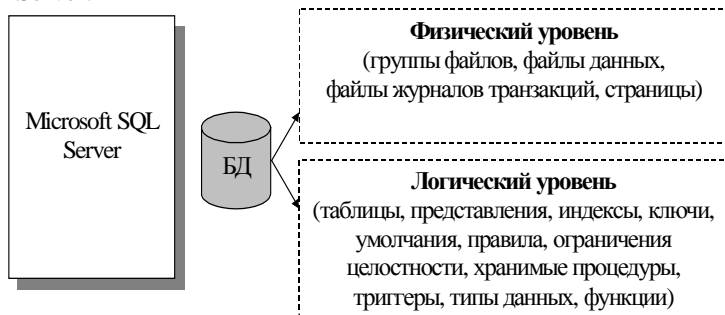 Microsoft SQL
Server
БД
Физический уровень
(группы файлов, файлы данных,
файлы журналов транзакций, страницы)
Логический уровень
(таблицы, представления, индексы, ключи,
умолчания, правила, ограничения
целостности, хранимые процедуры,
триггеры, типы данных, функции)